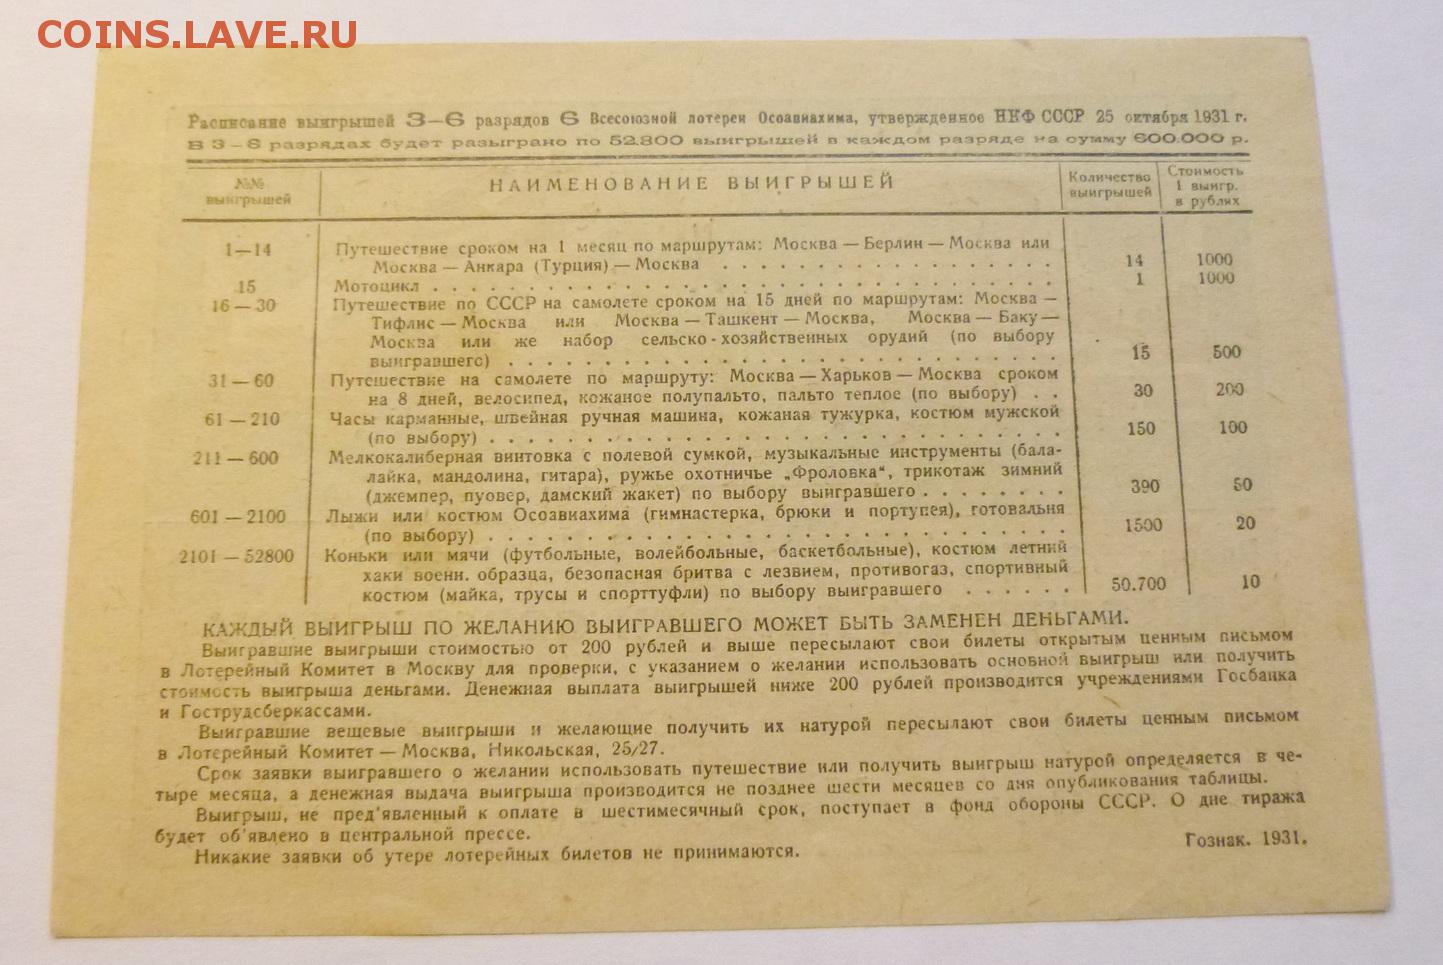 COINS.LAVE.RU
Расписание выигрышей 3—6 разрядов 6 Всесоюзной лотереи Осоавиахима, утвержденное НКФ СССР 25 октября 1931 г.
В 3—6 разрядах будет разыграно по 52.800 выигрышей в каждом разряде на сумму 600.000 р.
№№ выигрышей | НАИМЕНОВАНИЕ ВЫИГРЫШЕЙ | Количество выигрышей | Стоимость 1 выигр. в рублях
1—14 Путешествие сроком на 1 месяц по маршрутам: Москва — Берлин — Москва или
Москва — Анкара (Турция) — Москва . . . . . . . . . . . . . . . . . . 14 1000
15 Мотоцикл . . . . . . . . . . . . . . . . . . . . . . . . . . . . . . . . . 1 1000
16 — 30 Путешествие по СССР на самолете сроком на 15 дней по маршрутам: Москва —
Тифлис — Москва или Москва — Ташкент — Москва, Москва — Баку —
Москва или же набор сельско-хозяйственных орудий (по выбору
выигравшего) . . . . . . . . . . . . . . . . . . . . . . . . . . . . . . 15 500
31 — 60 Путешествие на самолете по маршруту: Москва — Харьков — Москва сроком
на 8 дней, велосипед, кожаное полупальто, пальто теплое (по выбору) . . 30 200
61 — 210 Часы карманные, швейная ручная машина, кожаная тужурка, костюм мужской
(по выбору) . . . . . . . . . . . . . . . . . . . . . . . . . . . . . . 150 100
211 — 600 Мелкокалиберная винтовка с полевой сумкой, музыкальные инструменты (бала-
лайка, мандолина, гитара), ружье охотничье „Фроловка“, трикотаж зимний
(джемпер, пуовер, дамский жакет) по выбору выигравшего . . . . . . . . 390 50
601 — 2100 Лыжи или костюм Осоавиахима (гимнастерка, брюки и портупея), готовальня
(по выбору) . . . . . . . . . . . . . . . . . . . . . . . . . . . . . . 1500 20
2101 — 52800 Коньки или мячи (футбольные, волейбольные, баскетбольные), костюм летний
хаки воени. образца, безопасная бритва с лезвием, противогаз, спортивный
костюм (майка, трусы и спорттуфли) по выбору выигравшего . . . . . . 50.700 10
КАЖДЫЙ ВЫИГРЫШ ПО ЖЕЛАНИЮ ВЫИГРАВШЕГО МОЖЕТ БЫТЬ ЗАМЕНЕН ДЕНЬГАМИ.
Выигравшие выигрыши стоимостью от 200 рублей и выше пересылают свои билеты открытым ценным письмом
в Лотерейный Комитет в Москву для проверки, с указанием о желании использовать основной выигрыш или получить
стоимость выигрыша деньгами. Денежная выплата выигрышей ниже 200 рублей производится учреждениями Госбанка
и Гострудсберкассами.
Выигравшие вещевые выигрыши и желающие получить их натурой пересылают свои билеты ценным письмом
в Лотерейный Комитет — Москва, Никольская, 25/27.
Срок заявки выигравшего о желании использовать путешествие или получить выигрыш натурой определяется в че-
тыре месяца, а денежная выдача выигрыша производится не позднее шести месяцев со дня опубликования таблицы.
Выигрыш, не пред'явленный к оплате в шестимесячный срок, поступает в фонд обороны СССР. О дне тиража
будет об'явлено в центральной прессе.
Никакие заявки об утере лотерейных билетов не принимаются.
Гознак. 1931.